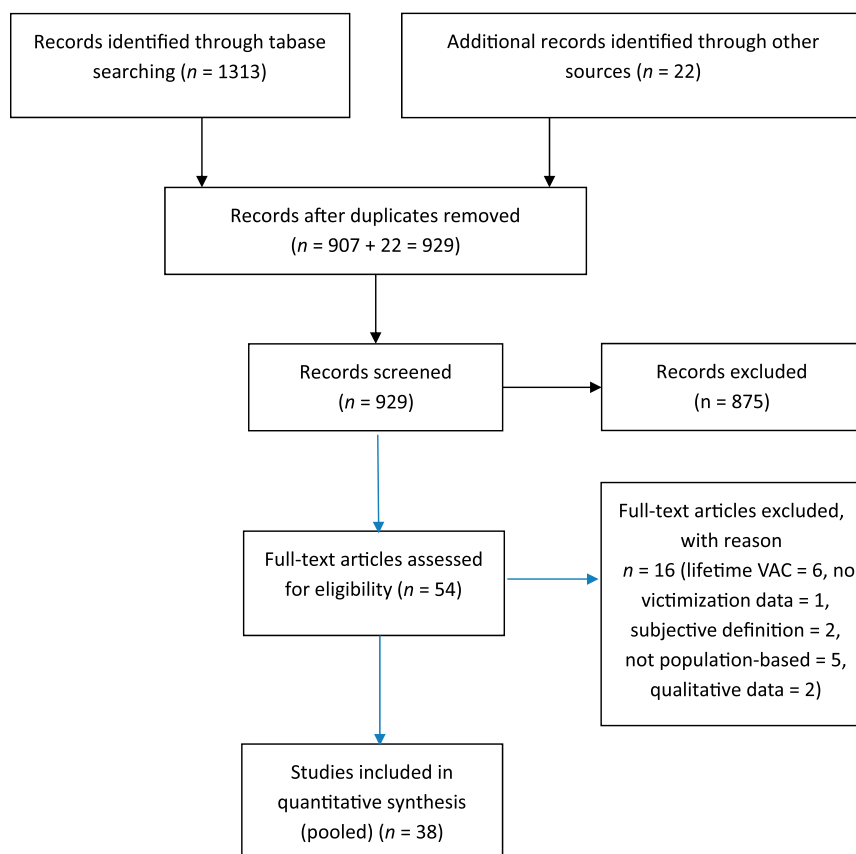 Records identified through tabase
searching (n = 1313)
Additional records identified through other
sources (n = 22)
Records after duplicates removed
(n = 907 + 22 = 929)
Records screened
(n = 929)
Records excluded
(n = 875)
Full-text articles assessed
for eligibility (n = 54)
Full-text articles excluded,
with reason
n = 16 (lifetime VAC = 6, no
victimization data = 1,
subjective definition = 2,
not population-based = 5,
qualitative data = 2)
Studies included in
quantitative synthesis
(pooled) (n = 38)